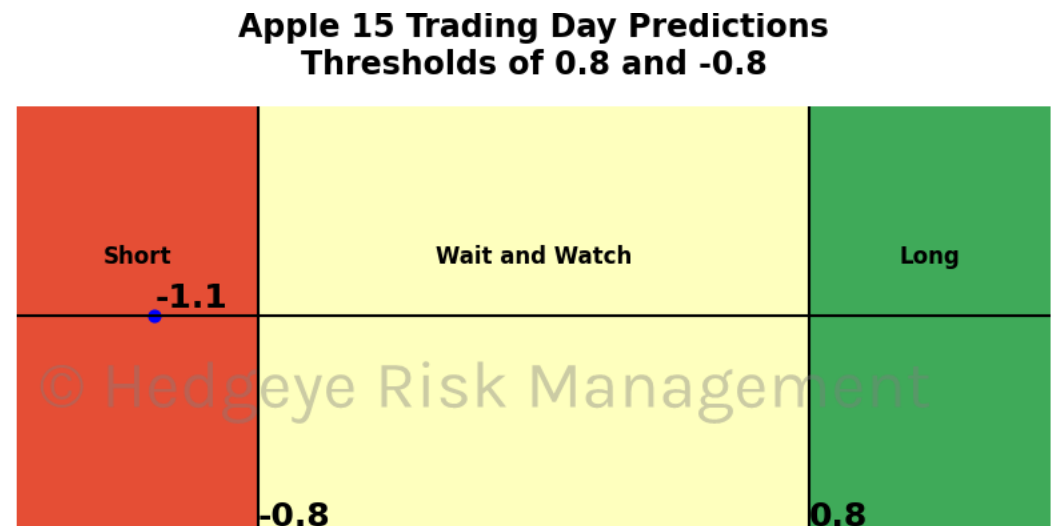 Apple 15 Trading Day Predictions
Thresholds of 0.8 and -0.8
Short
Wait and Watch
Long
-1.1
© Hedgeye Risk Management
-0.8
0.8